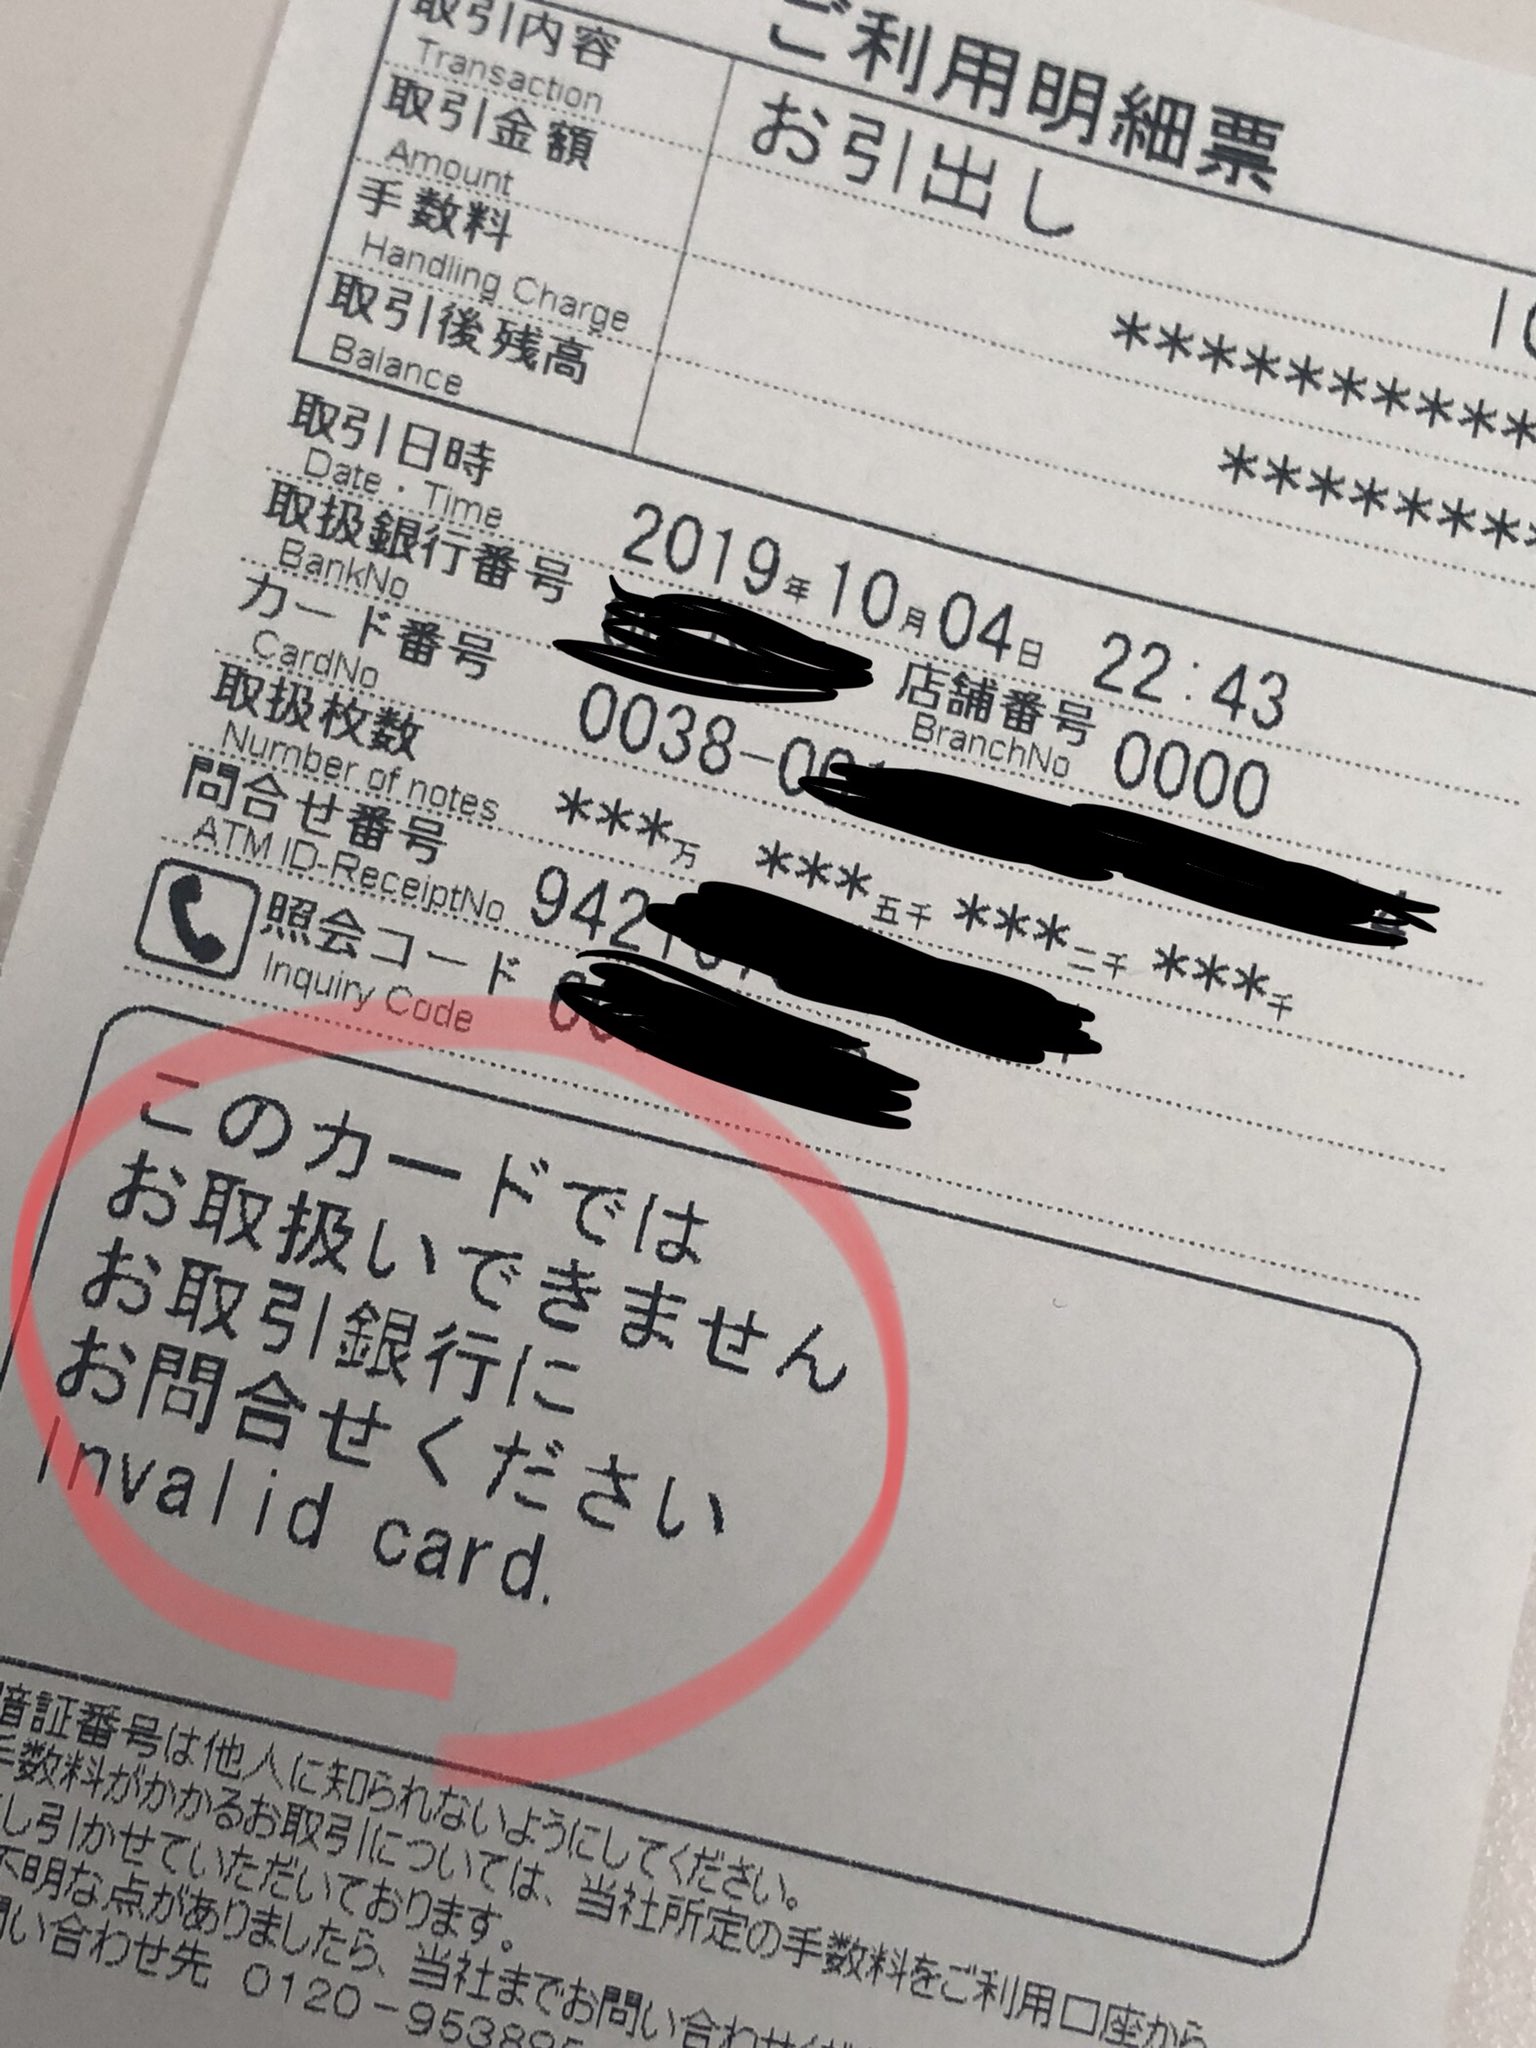 ご利用明細票
取引内容 お引出し
Transaction
取引金額
Amount
手数料 **********
Handling Charge
取引後残高 ********
Balance
取引日時 2019年10月04日 22:43
Date・Time
取扱銀行番号 店舗番号 0000
BankNo BranchNo
カード番号 0038-00
CardNo
取扱枚数 ***万 ***五千 ***二千 ***千
Number of notes
問合せ番号 942
ATM ID-ReceiptNo
照会コード
Inquiry Code
このカードでは
お取扱いできません
お取引銀行に
お問合せください
Invalid card.
暗証番号は他人に知られないようにしてください。
手数料がかかるお取引については、当社所定の手数料をご利用口座から
し引かせていただいております。
不明な点がありましたら、当社までお問い合わせくだ
問い合わせ先 0120-953895